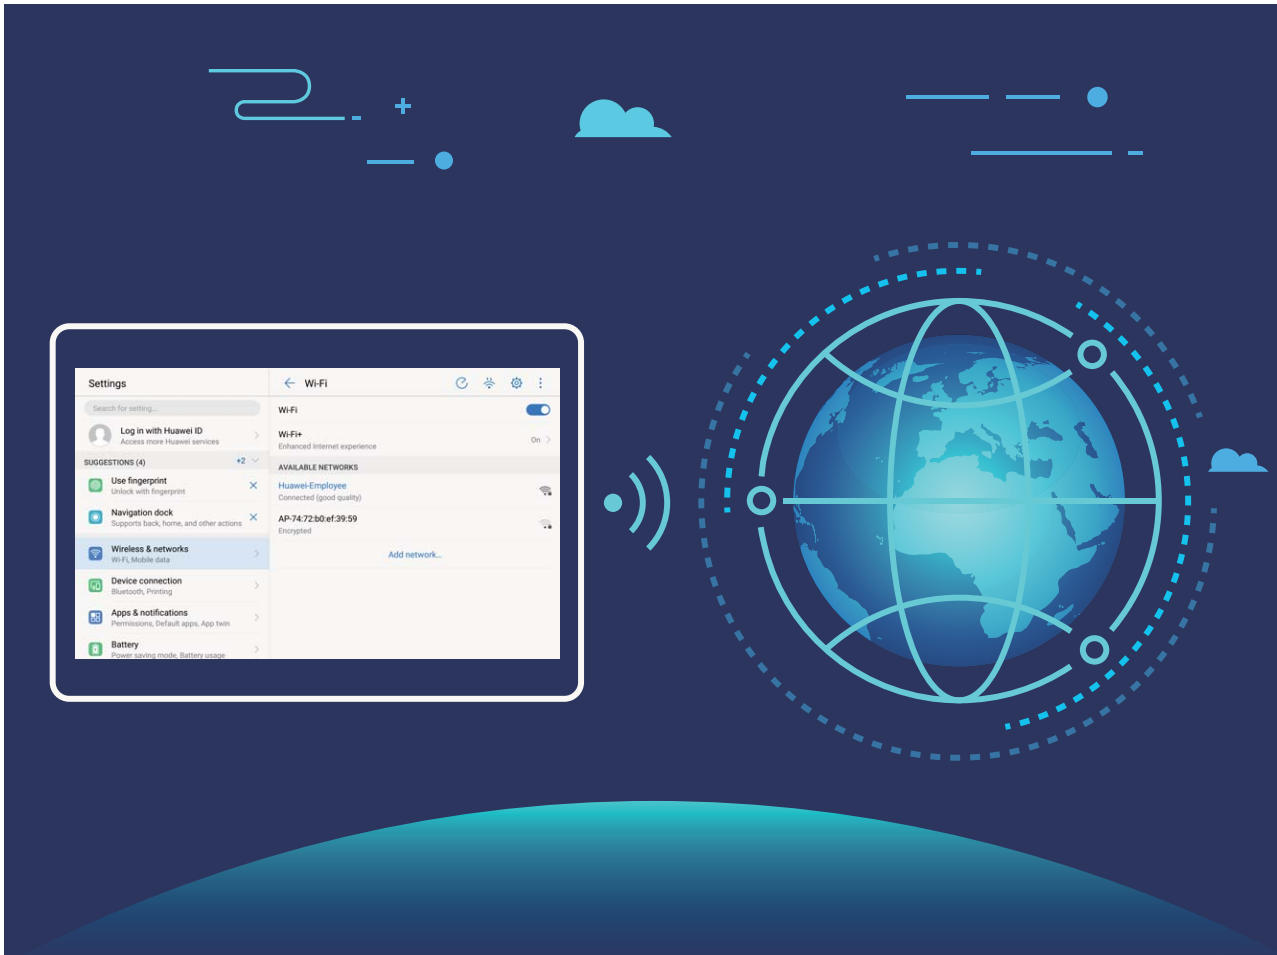 Settings
Search for setting...
Log in with Huawei ID
Access more Huawei services
SUGGESTIONS (4) +2
Use fingerprint
Unlock with fingerprint
Navigation dock
Supports back, home, and other actions
Wireless & networks
Wi-Fi, Mobile data
Device connection
Bluetooth, Printing
Apps & notifications
Permissions, Default apps, App twin
Battery
Power saving mode, Battery usage
Wi-Fi
Wi-Fi
Wi-Fi+
Enhanced Internet experience
On
AVAILABLE NETWORKS
Huawei-Employee
Connected (good quality)
AP-74:72:b0:ef:39:59
Encrypted
Add network...